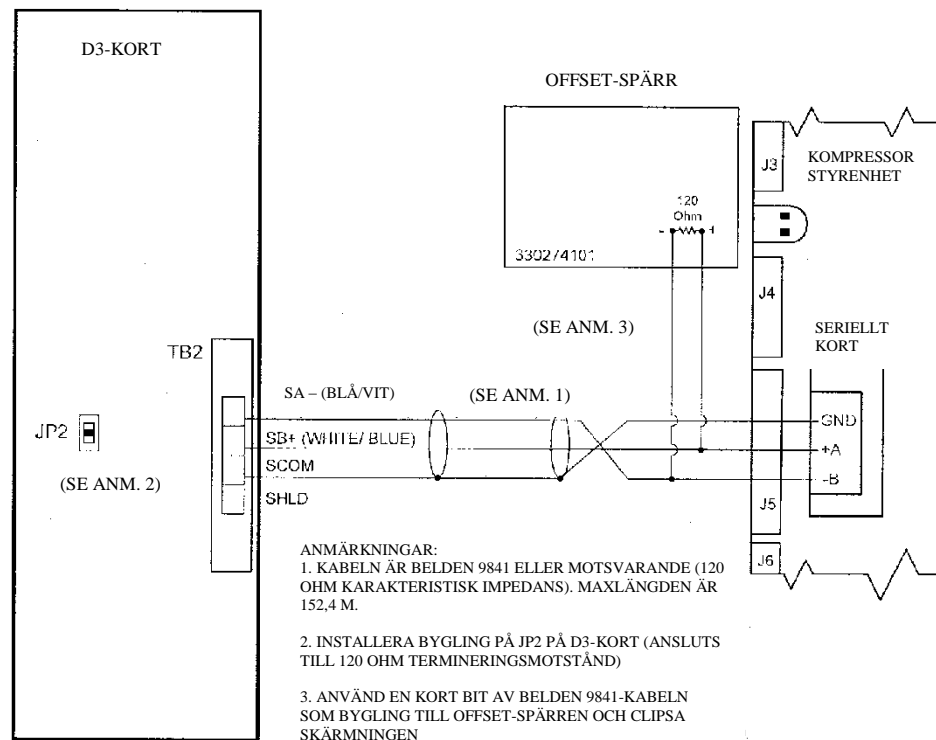 D3-KORT
OFFSET-SPÄRR
J3
KOMPRESSOR
STYRENHET
120
Ohm
- +
330274101
J4
(SE ANM. 3)
SERIELLT
KORT
TB2
SA – (BLÅ/VIT)
(SE ANM. 1)
GND
JP2
SB+ (WHITE/ BLUE)
+A
SCOM
-B
(SE ANM. 2)
SHLD
J5
J6
ANMÄRKNINGAR:
1. KABELN ÄR BELDEN 9841 ELLER MOTSVARANDE (120
OHM KARAKTERISTISK IMPEDANS). MAXLÄNGDEN ÄR
152,4 M.
2. INSTALLERA BYGLING PÅ JP2 PÅ D3-KORT (ANSLUTS
TILL 120 OHM TERMINERINGSMOTSTÅND)
3. ANVÄND EN KORT BIT AV BELDEN 9841-KABELN
SOM BYGLING TILL OFFSET-SPÄRREN OCH CLIPSA
SKÄRMNINGEN